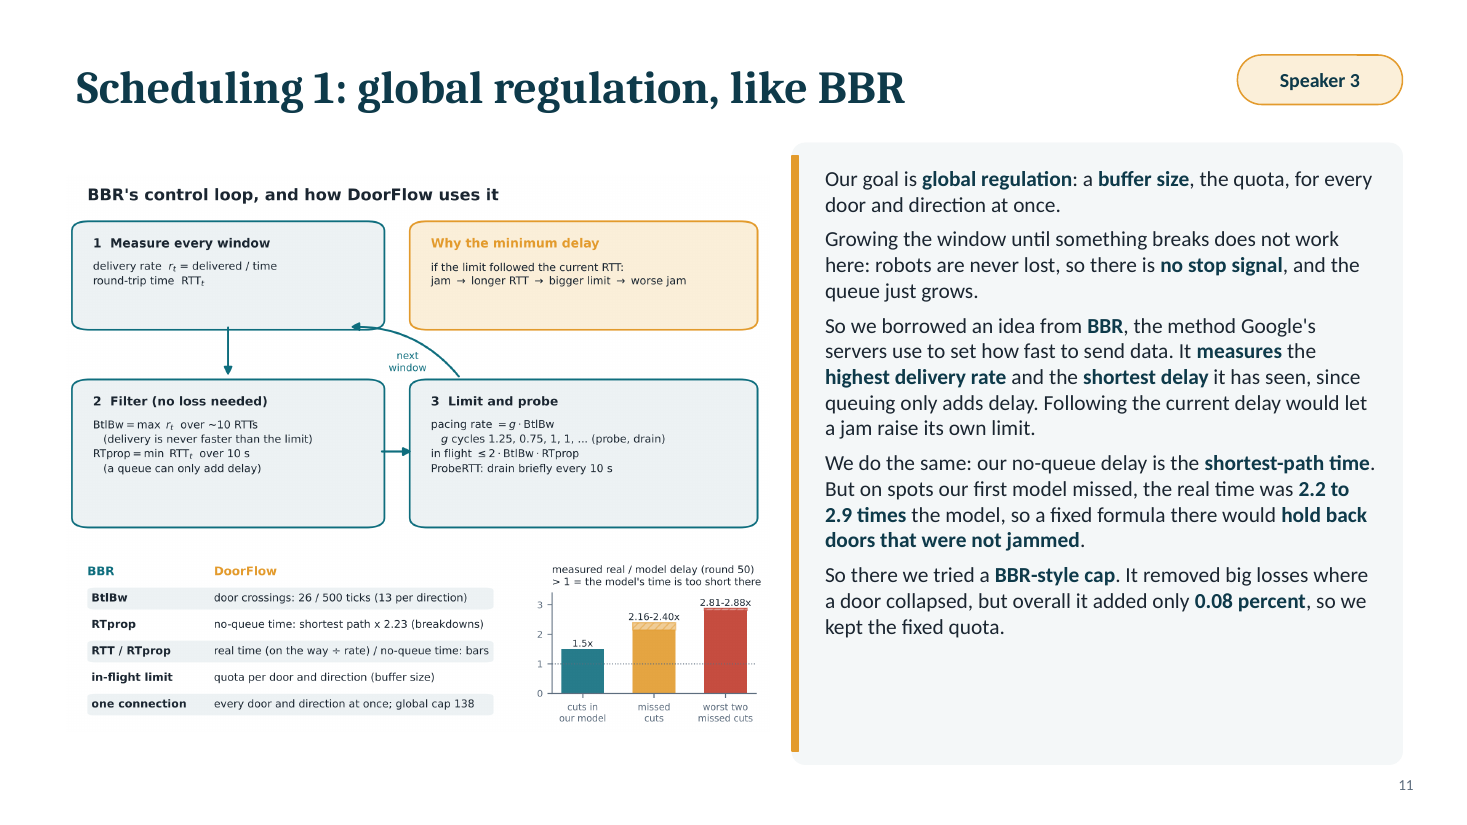 Scheduling 1: global regulation, like BBR
Speaker 3
BBR's control loop, and how DoorFlow uses it
1 Measure every window
delivery rate rₜ = delivered / time
round-trip time RTTₜ
Why the minimum delay
if the limit followed the current RTT:
jam → longer RTT → bigger limit → worse jam
next
window
2 Filter (no loss needed)
BtlBw = max rₜ over ~10 RTTs
(delivery is never faster than the limit)
RTprop = min RTTₜ over 10 s
(a queue can only add delay)
3 Limit and probe
pacing rate = g · BtlBw
g cycles 1.25, 0.75, 1, 1, ... (probe, drain)
in flight ≤ 2 · BtlBw · RTprop
ProbeRTT: drain briefly every 10 s
BBR DoorFlow
BtlBw door crossings: 26 / 500 ticks (13 per direction)
RTprop no-queue time: shortest path x 2.23 (breakdowns)
RTT / RTprop real time (on the way ÷ rate) / no-queue time: bars
in-flight limit quota per door and direction (buffer size)
one connection every door and direction at once; global cap 138
measured real / model delay (round 50)
> 1 = the model's time is too short there
3
2
1
0
1.5x
2.16-2.40x
2.81-2.88x
cuts in
our model
missed
cuts
worst two
missed cuts
Our goal is global regulation: a buffer size, the quota, for every
door and direction at once.
Growing the window until something breaks does not work
here: robots are never lost, so there is no stop signal, and the
queue just grows.
So we borrowed an idea from BBR, the method Google's
servers use to set how fast to send data. It measures the
highest delivery rate and the shortest delay it has seen, since
queuing only adds delay. Following the current delay would let
a jam raise its own limit.
We do the same: our no-queue delay is the shortest-path time.
But on spots our first model missed, the real time was 2.2 to
2.9 times the model, so a fixed formula there would hold back
doors that were not jammed.
So there we tried a BBR-style cap. It removed big losses where
a door collapsed, but overall it added only 0.08 percent, so we
kept the fixed quota.
11